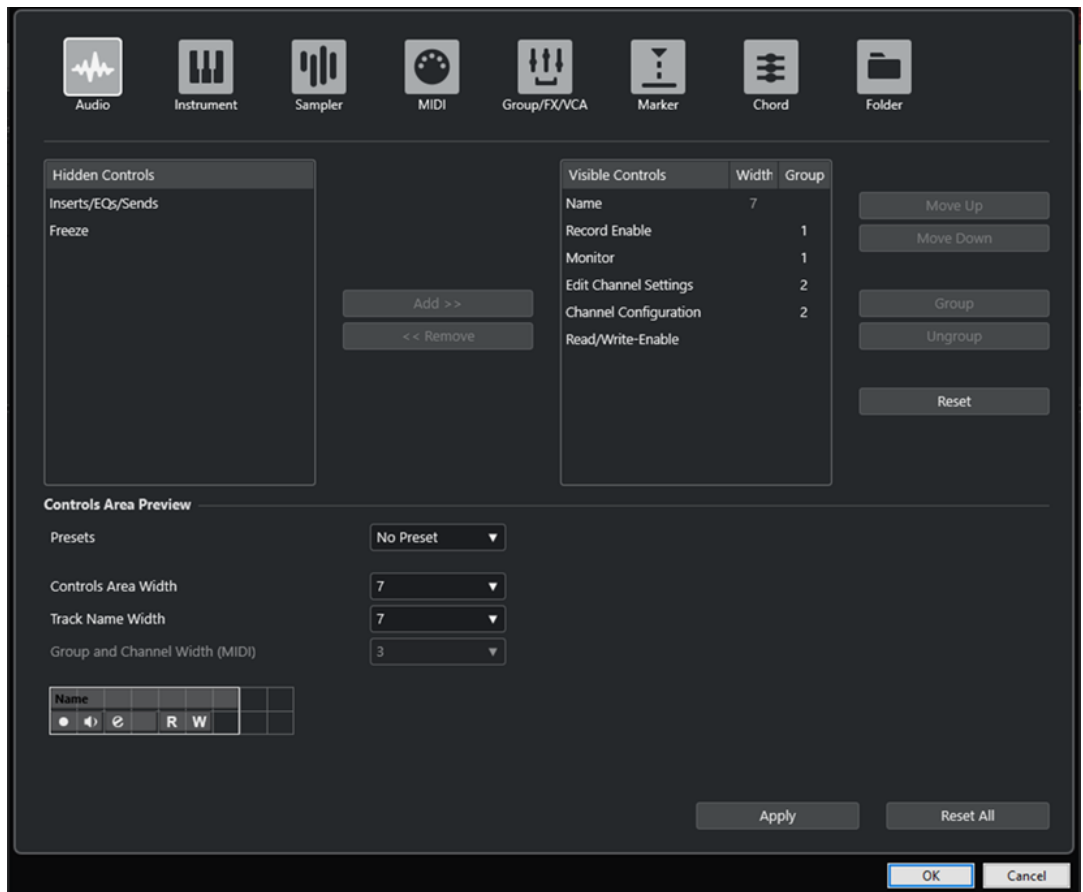 Audio
Instrument
Sampler
MIDI
Group/FX/VCA
Marker
Chord
Folder
Hidden Controls
Inserts/EQs/Sends
Freeze
Add >>
<< Remove
Visible Controls Width Group
Name 7
Record Enable 1
Monitor 1
Edit Channel Settings 2
Channel Configuration 2
Read/Write-Enable
Move Up
Move Down
Group
Ungroup
Reset
Controls Area Preview
Presets No Preset
Controls Area Width 7
Track Name Width 7
Group and Channel Width (MIDI) 3
Name
e R W
Apply
Reset All
OK
Cancel